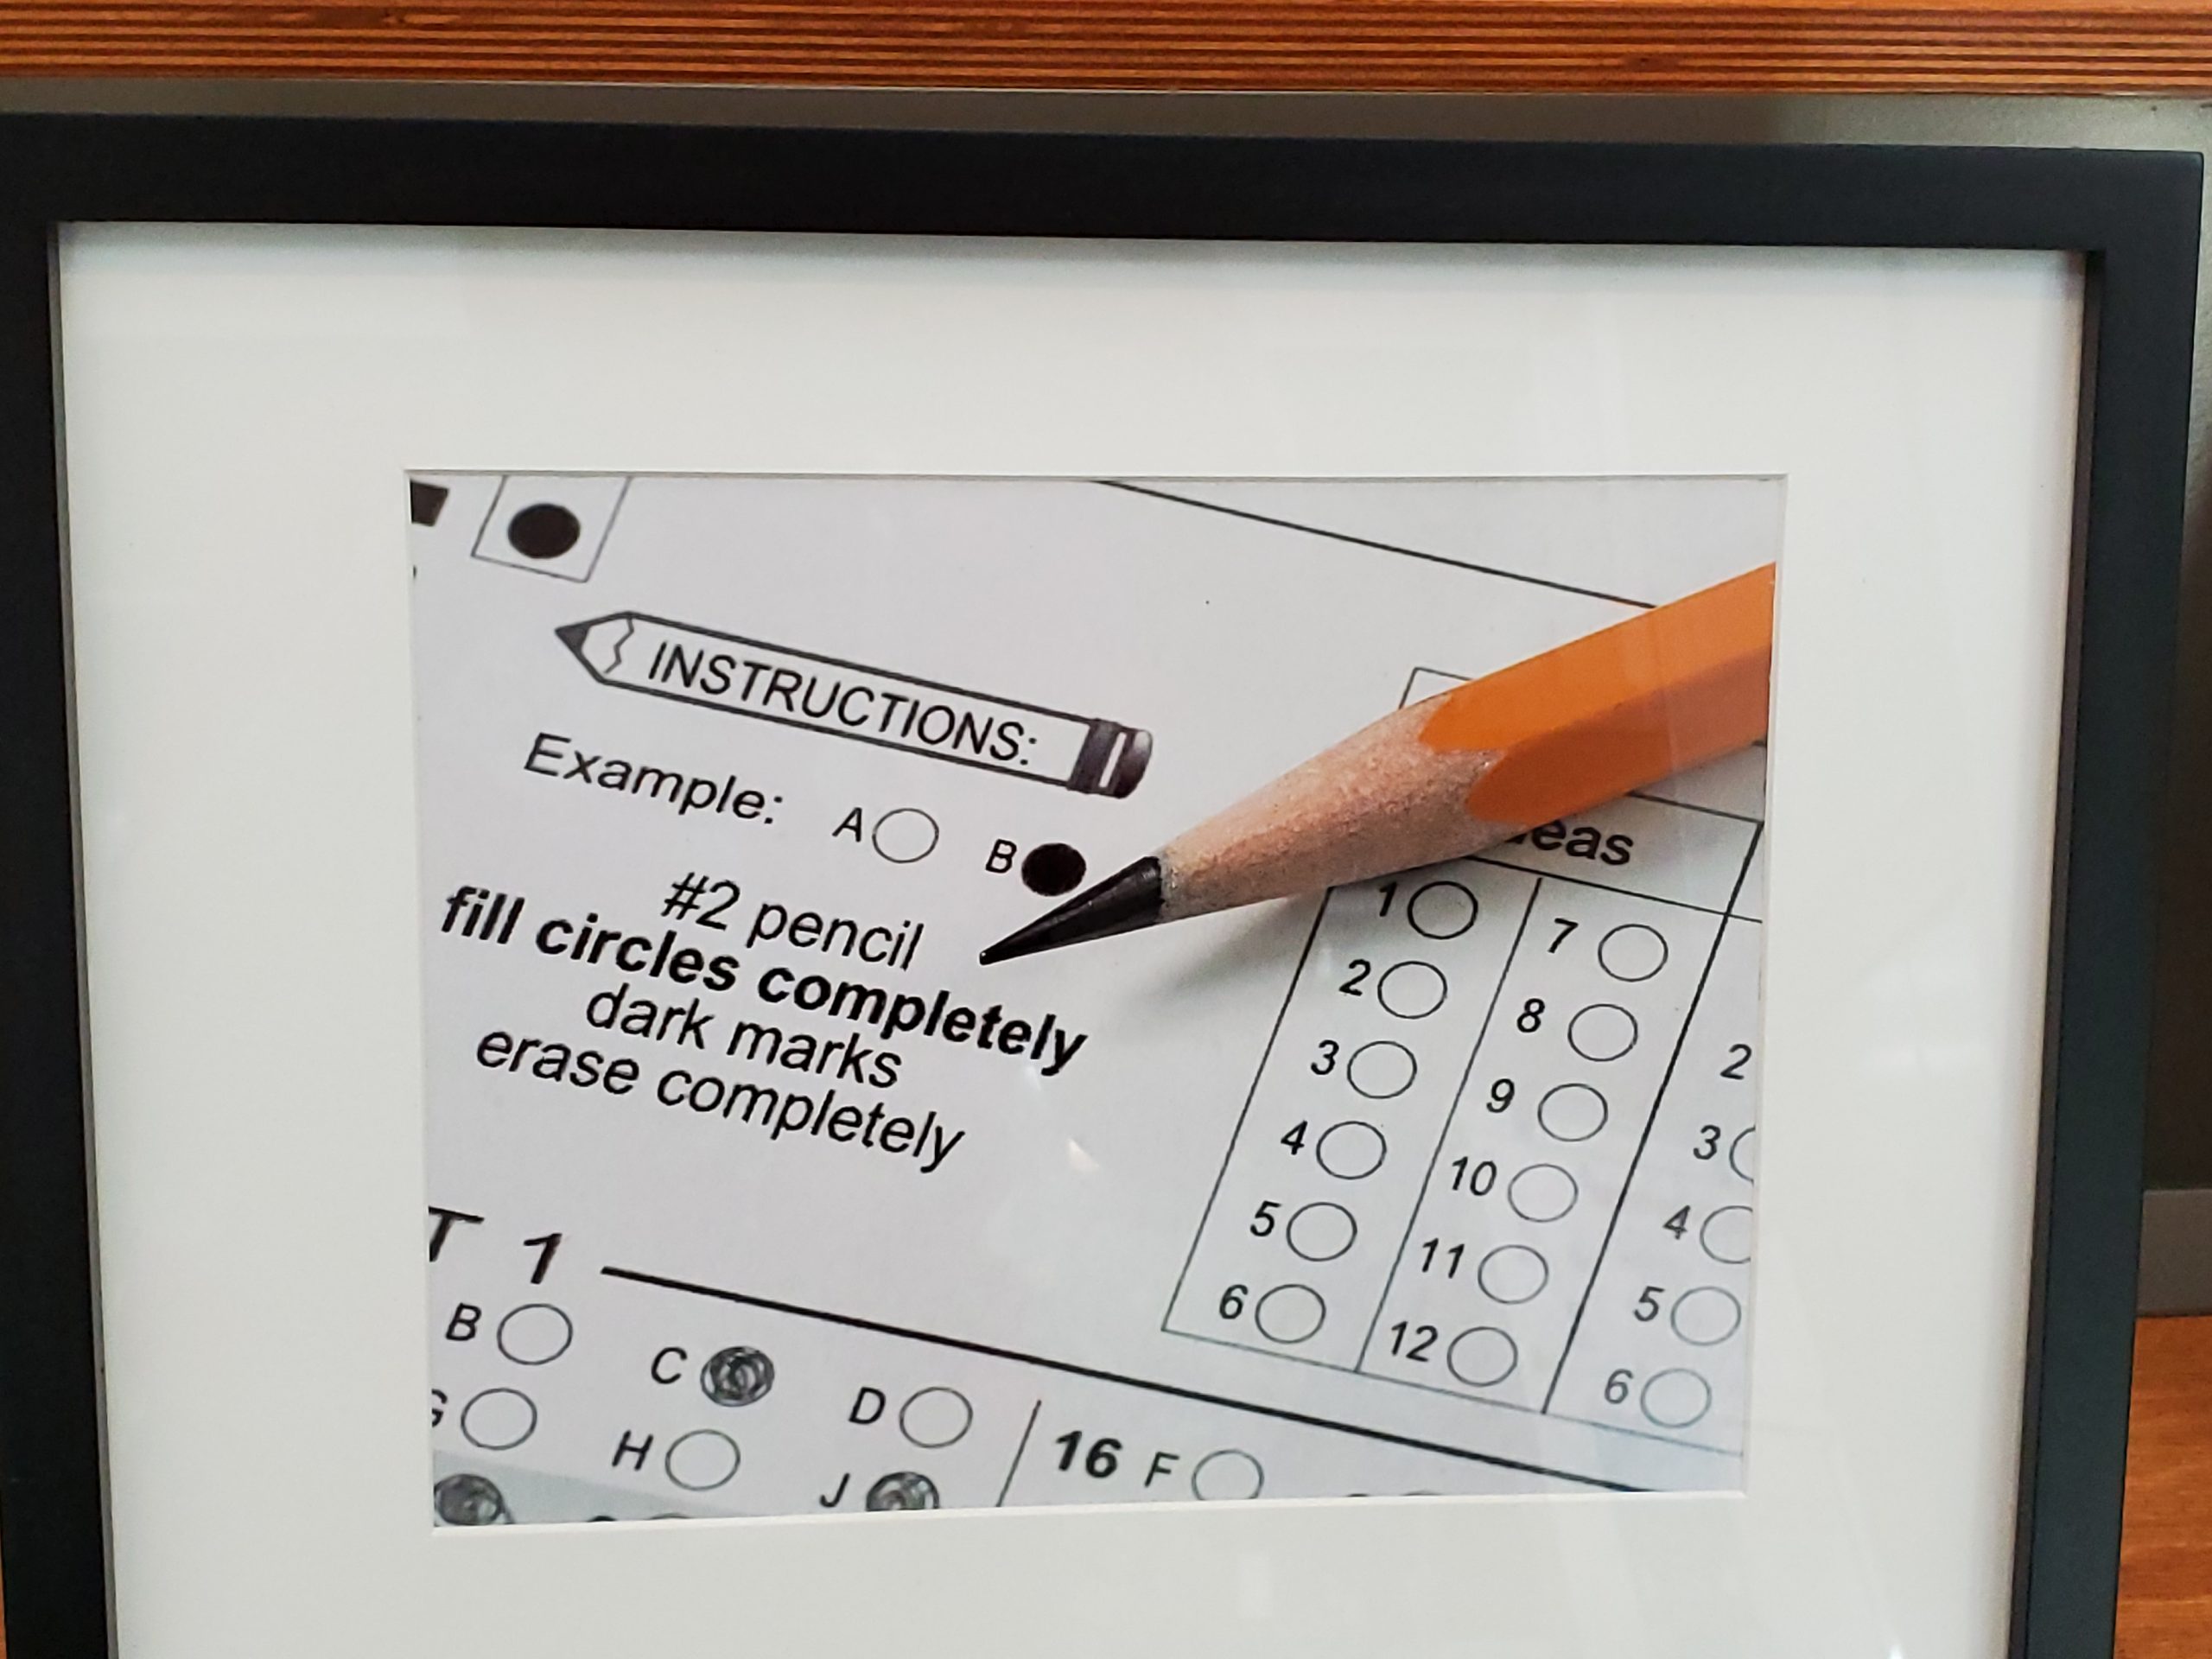 INSTRUCTIONS:
Example: A B
#2 pencil
fill circles completely
dark marks
erase completely
1 7
2 8 2
3 9 3
4 10 4
5 11 5
6 12 6
T 1
B C D
G H J
16 F